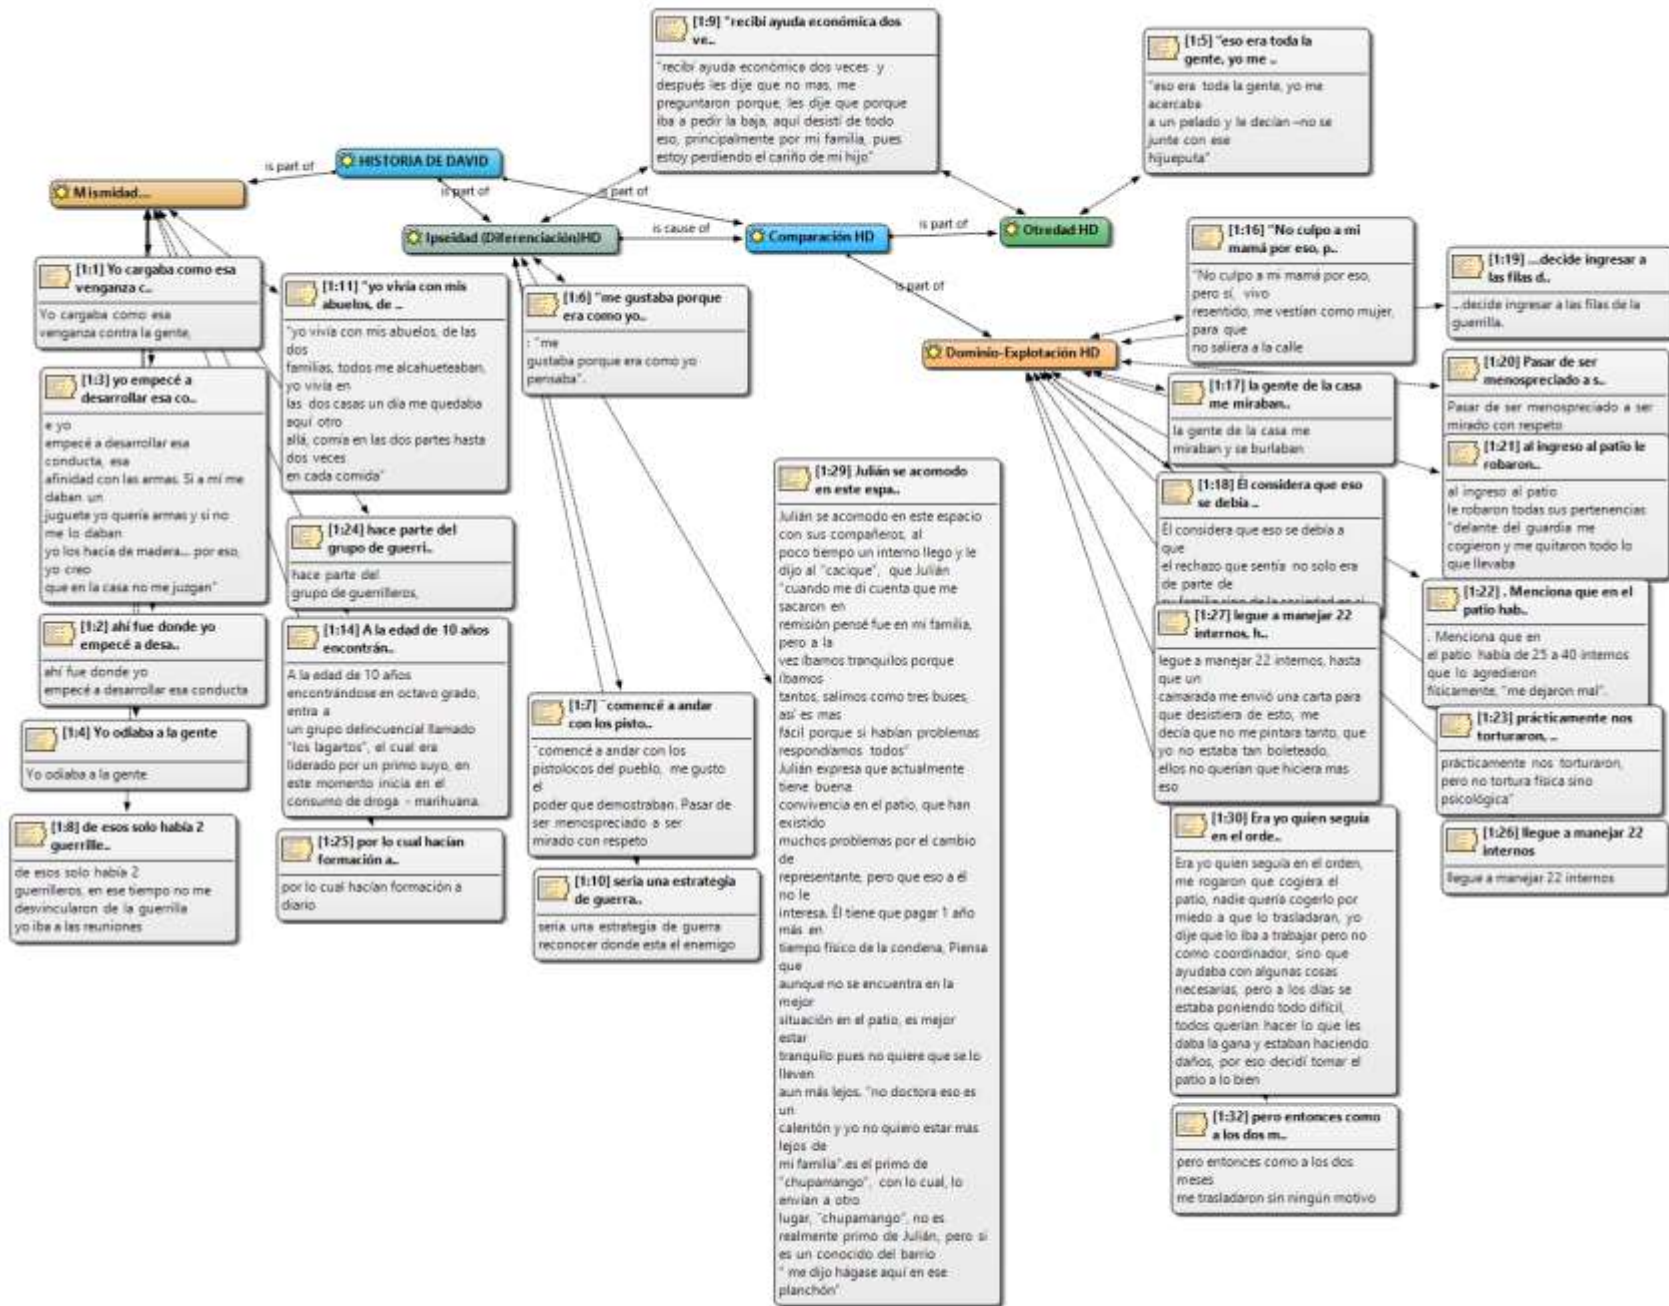 [1:9] "recibí ayuda económica dos
ve..
"recibí ayuda económica dos veces y
después les dije que no mas, me
preguntaron porque, les dije que porque
iba a pedir la baja, aquí desistí de todo
eso, principalmente por mi familia, pues
estoy perdiendo el cariño de mi hijo"
[1:5] "eso era toda la
gente, yo me ..
"eso era toda la gente, yo me
acercaba
a un pelado y le decían –no se
junte con ese
hijueputa"
HISTORIA DE DAVID
is part of
Mismidad...
is part of
is part of
Ipseidad (Diferenciación)HD
is cause of
Comparación HD
is part of
Otredad HD
is part of
Dominio-Explotación HD
[1:1] Yo cargaba como esa
venganza c..
Yo cargaba como esa
venganza contra la gente,
[1:3] yo empecé a
desarrollar esa co..
e yo
empecé a desarrollar esa
conducta, esa
afinidad con las armas. Si a mí me
daban un
juguete yo quería armas y si no
me lo daban
yo los hacía de madera... por eso,
yo creo
que en la casa no me juzgan"
[1:2] ahí fue donde yo
empecé a desa..
ahí fue donde yo
empecé a desarrollar esa conducta
[1:4] Yo odiaba a la gente
Yo odiaba a la gente
[1:8] de esos solo había 2
guerrille..
de esos solo había 2
guerrilleros, en ese tiempo no me
desvincularon de la guerrilla
yo iba a las reuniones
[1:11] "yo vivía con mis
abuelos, de ..
"yo vivía con mis abuelos, de las
dos
familias, todos me alcahueteaban,
yo vivía en
las dos casas un día me quedaba
aquí otro
allá, comía en las dos partes hasta
dos veces
en cada comida"
[1:24] hace parte del
grupo de guerri..
hace parte del
grupo de guerrilleros,
[1:14] A la edad de 10 años
encontrán..
A la edad de 10 años
encontrándose en octavo grado,
entra a
un grupo delincuencial llamado
"los lagartos", el cual era
liderado por un primo suyo, en
este momento inicia en el
consumo de droga - marihuana.
[1:25] por lo cual hacían
formación a..
por lo cual hacían formación a
diario
[1:6] "me gustaba porque
era como yo..
: "me
gustaba porque era como yo
pensaba".
[1:7] ¨comencé a andar
con los pisto..
¨comencé a andar con los
pistolocos del pueblo, me gusto
el
poder que demostraban. Pasar de
ser menospreciado a ser
mirado con respeto
[1:10] sería una estrategia
de guerra..
sería una estrategia de guerra
reconocer donde esta el enemigo
[1:29] Julián se acomodo
en este espa..
Julián se acomodo en este espacio
con sus compañeros, al
poco tiempo un interno llego y le
dijo al "cacique", que Julián
"cuando me di cuenta que me
sacaron en
remisión pensé fue en mi familia,
pero a la
vez íbamos tranquilos porque
íbamos
tantos, salimos como tres buses,
así es mas
fácil porque si habían problemas
respondíamos todos"
Julián expresa que actualmente
tiene buena
convivencia en el patio, que han
existido
muchos problemas por el cambio
de
representante, pero que eso a él
no le
interesa. Él tiene que pagar 1 año
más en
tiempo físico de la condena, Piensa
que
aunque no se encuentra en la
mejor
situación en el patio, es mejor
estar
tranquilo pues no quiere que se lo
lleven
aun más lejos. "no doctora eso es
un
calentón y yo no quiero estar mas
lejos de
mi familia".es el primo de
"chupamango", con lo cual, lo
envían a otro
lugar, "chupamango", no es
realmente primo de Julián, pero si
es un conocido del barrio
" me dijo hágase aquí en ese
planchón"
[1:16] "No culpo a mi
mamá por eso, p..
"No culpo a mi mamá por eso,
pero sí, vivo
resentido, me vestían como mujer,
para que
no saliera a la calle
[1:17] la gente de la casa
me miraban..
la gente de la casa me
miraban y se burlaban
[1:18] Él considera que eso
se debía ..
Él considera que eso se debía a
que
el rechazo que sentía no solo era
de parte de
su familia sino de la sociedad en si
[1:27] legue a manejar 22
internos, h..
legue a manejar 22 internos, hasta
que un
camarada me envió una carta para
que desistiera de esto, me
decía que no me pintara tanto, que
yo no estaba tan boleteado,
ellos no querían que hiciera mas
eso
[1:30] Era yo quien seguía
en el orde..
Era yo quien seguía en el orden,
me rogaron que cogiera el
patio, nadie quería cogerlo por
miedo a que lo trasladaran, yo
dije que lo iba a trabajar pero no
como coordinador, sino que
ayudaba con algunas cosas
necesarias, pero a los días se
estaba poniendo todo difícil,
todos querían hacer lo que les
daba la gana y estaban haciendo
daños, por eso decidí tomar el
patio a lo bien
[1:32] pero entonces como
a los dos m..
pero entonces como a los dos
meses
me trasladaron sin ningún motivo
[1:19] ...decide ingresar a
las filas d..
...decide ingresar a las filas de la
guerrilla.
[1:20] Pasar de ser
menospreciado a s..
Pasar de ser menospreciado a ser
mirado con respeto
[1:21] al ingreso al patio le
robaron..
al ingreso al patio
le robaron todas sus pertenencias
"delante del guardia me
cogieron y me quitaron todo lo
que llevaba
[1:22] . Menciona que en el
patio hab..
. Menciona que en
el patio había de 25 a 40 internos
que lo agredieron
físicamente, "me dejaron mal".
[1:23] prácticamente nos
torturaron, ..
prácticamente nos torturaron,
pero no tortura física sino
psicológica"
[1:26] llegue a manejar 22
internos
llegue a manejar 22 internos